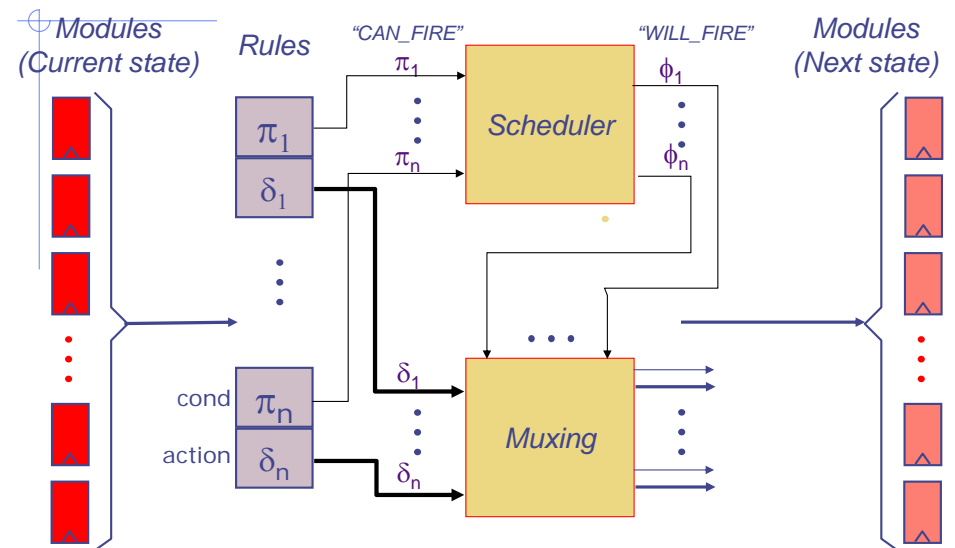 Modules
(Current state)
Rules
“CAN_FIRE”
“WILL_FIRE”
Modules
(Next state)
π1
πn
Scheduler
ϕ1
ϕn
π1
δ1
cond
πn
action
δn
δ1
δn
Muxing